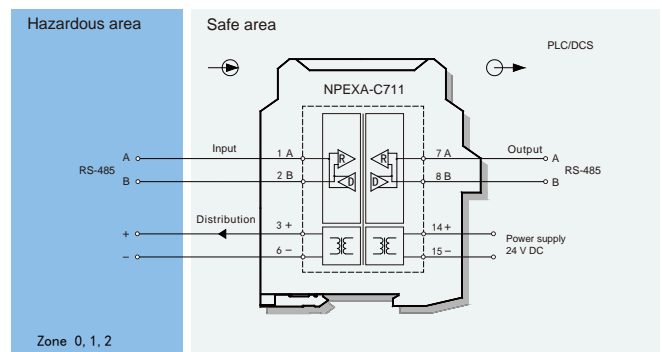 Hazardous area
Safe area
PLC/DCS
NPEXA-C711
Input
Output
RS-485
A
B
1 A
2 B
R
D
R
D
7 A
8 B
A
B
RS-485
Distribution
+
−
3 +
6 −
14 +
15 −
Power supply
24 V DC
Zone 0, 1, 2